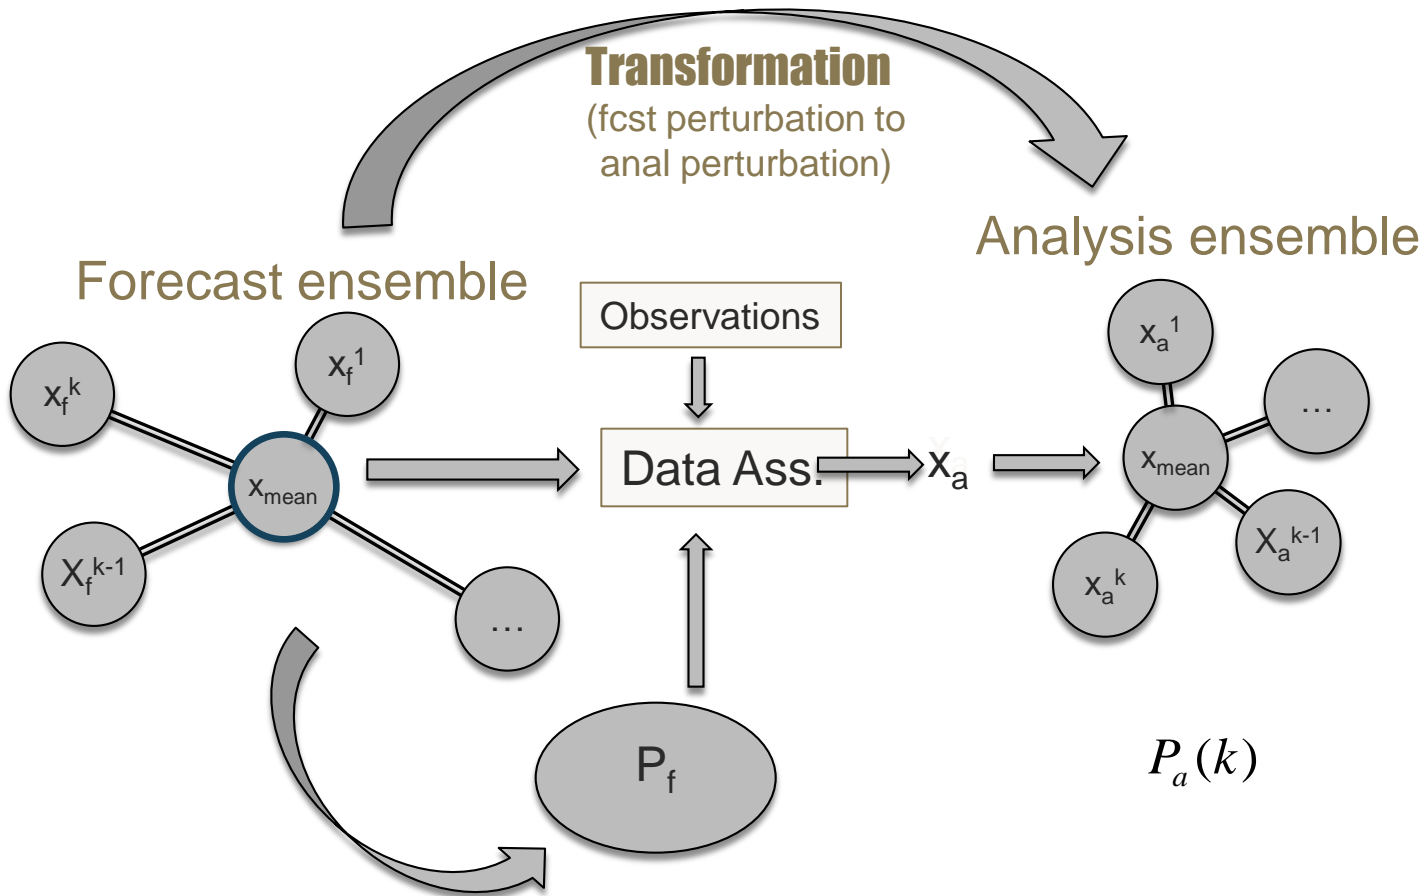 Transformation
(fcst perturbation to
anal perturbation)
Analysis ensemble
Forecast ensemble
Observations
x_a^1
x_f^1
x_f^k
...
Data Ass.
x_a
x_mean
x_mean
X_f^k-1
X_a^k-1
x_a^k
...
P_f
P_a(k)